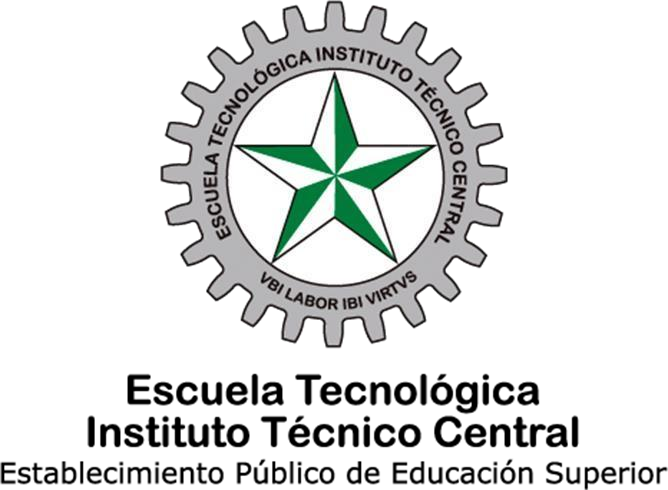 ESCUELA TECNOLÓGICA INSTITUTO TÉCNICO CENTRAL
VBI LABOR IBI VIRTVS
Escuela Tecnológica
Instituto Técnico Central
Establecimiento Público de Educación Superior